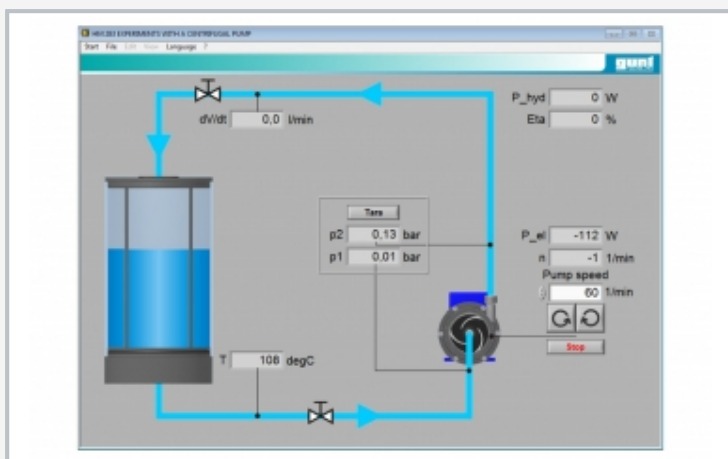 EXPERIMENTS WITH A CENTRIFUGAL PUMP
Start File Edit View Language ?
gunt
dV/dt 0,0 l/min
P_hyd 0 W
Eta 0 %
Tara
p2 0,13 bar
p1 0,01 bar
P_el -112 W
n -1 1/min
Pump speed
60 1/min
Stop
T 108 degC